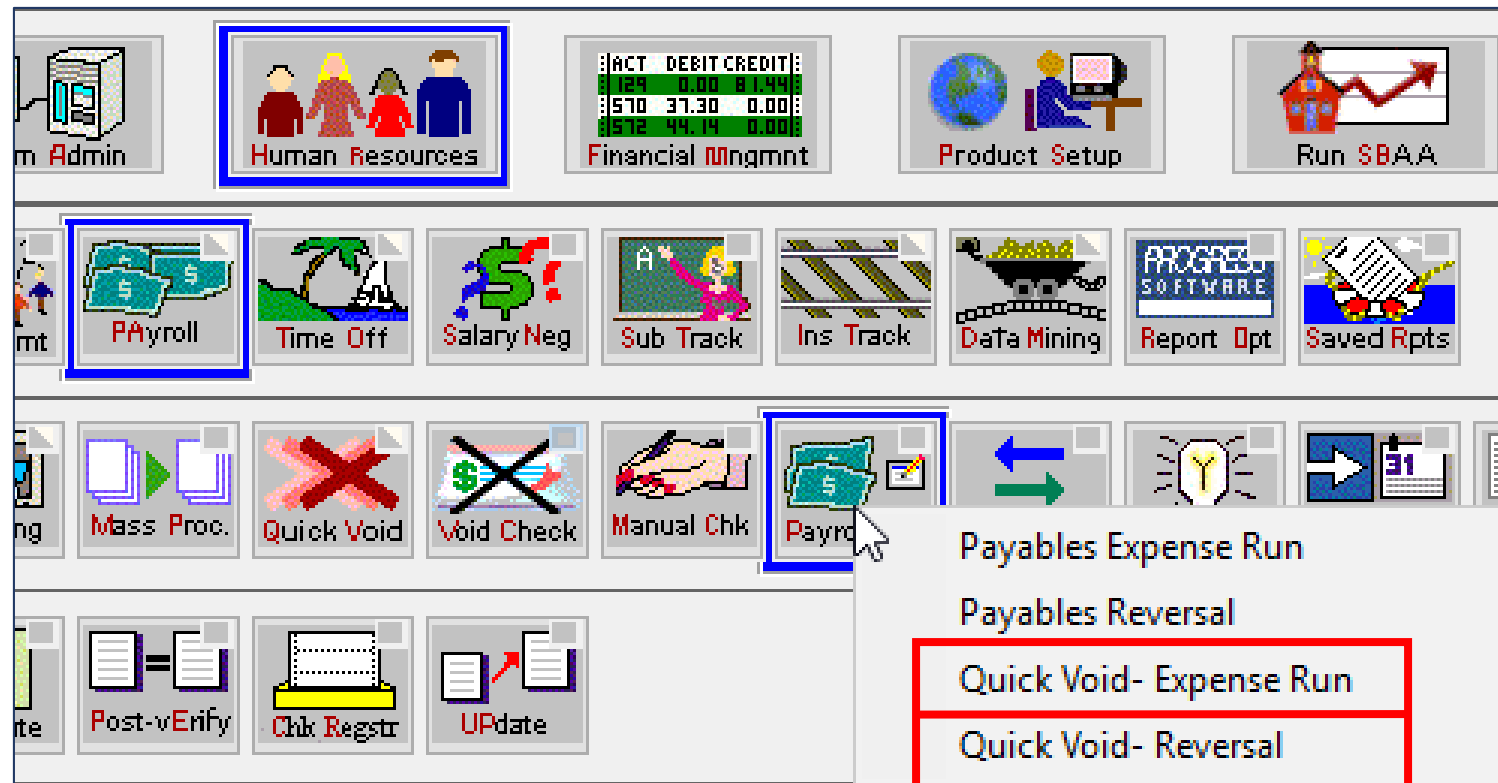 m Admin
Human Resources
ACT DEBIT CREDIT
129 0.00 81.44
570 37.30 0.00
572 44.14 0.00
Financial Mngmnt
Product Setup
Run SBAA
mt
PAyroll
Time Off
Salary Neg
A
Sub Track
Ins Track
DaTa Mining
PROGRESS
SOFTWARE
Report Opt
Saved Rpts
ng
Mass Proc.
Quick Void
Void Check
Manual Chk
Payro
31
Payables Expense Run
Payables Reversal
Quick Void- Expense Run
Quick Void- Reversal
te
Post-vErify
Chk Regstr
UPdate